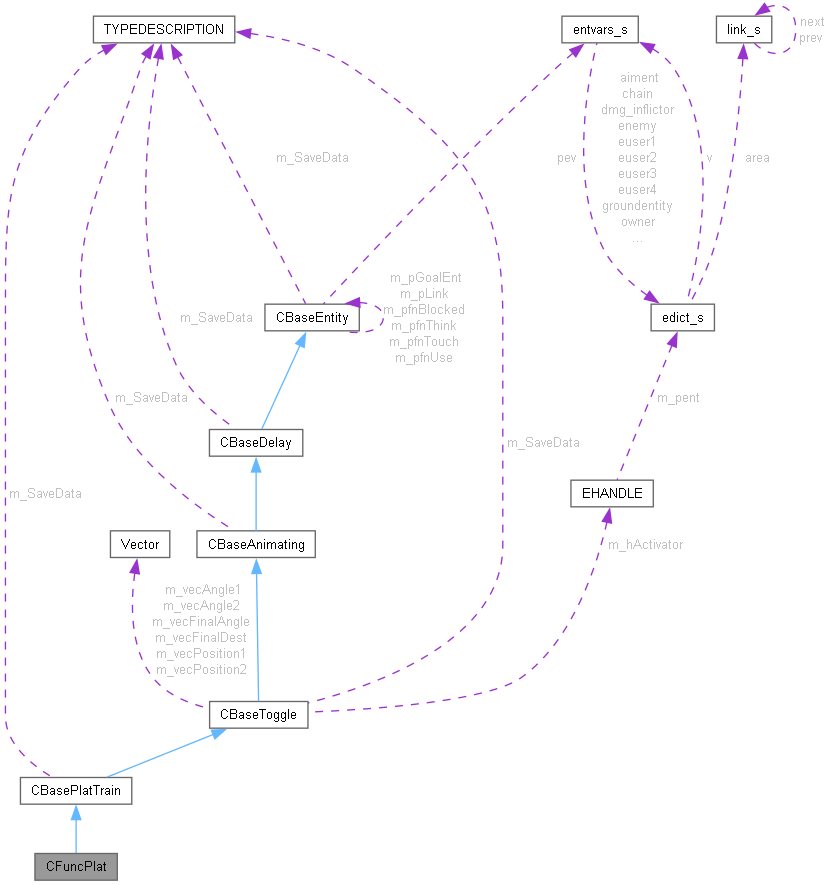 TYPEDESCRIPTION
entvars_s
link_s
next
prev
aiment
chain
dmg_inflictor
enemy
euser1
euser2
euser3
euser4
groundentity
owner
...
m_SaveData
pev
v
area
m_pGoalEnt
m_pLink
m_pfnBlocked
m_pfnThink
m_pfnTouch
m_pfnUse
CBaseEntity
edict_s
m_SaveData
m_SaveData
m_pent
CBaseDelay
m_SaveData
m_SaveData
EHANDLE
Vector
CBaseAnimating
m_hActivator
m_vecAngle1
m_vecAngle2
m_vecFinalAngle
m_vecFinalDest
m_vecPosition1
m_vecPosition2
CBaseToggle
CBasePlatTrain
CFuncPlat